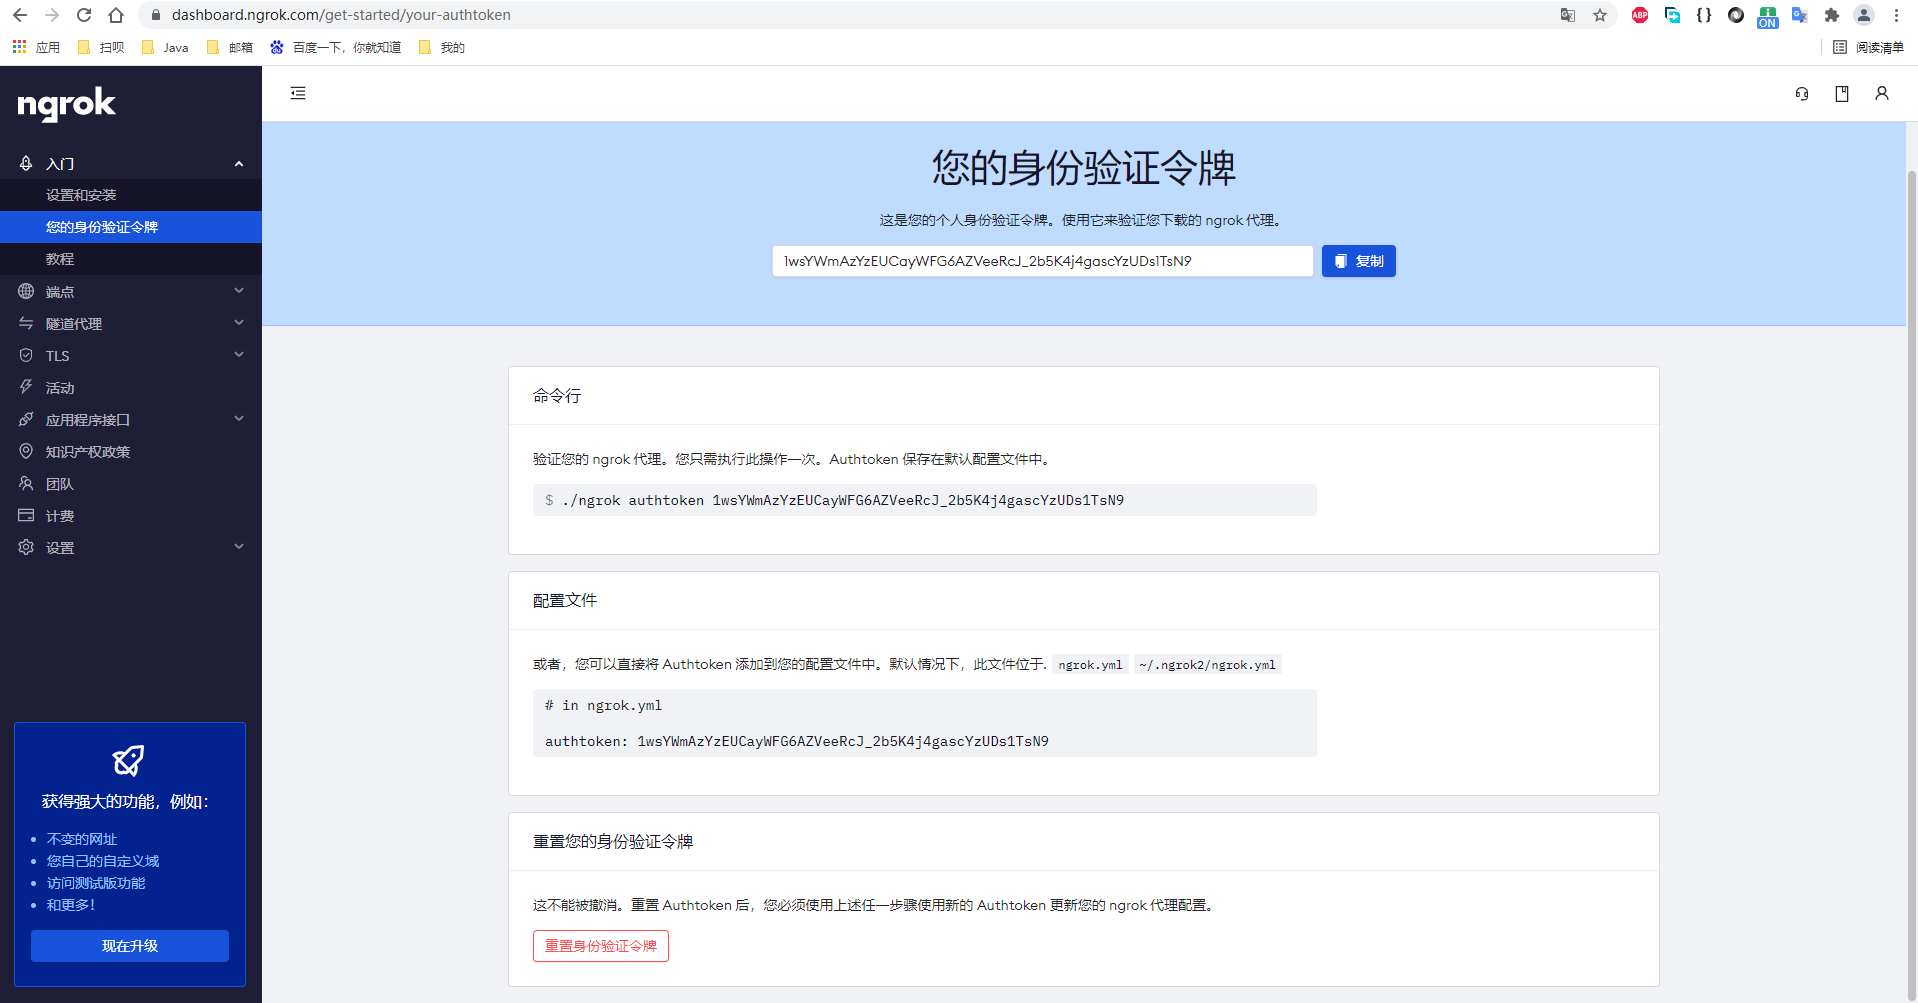 dashboard.ngrok.com/get-started/your-authtoken
ABP
ON
应用
扫呗
Java
邮箱
百度一下，你就知道
我的
阅读清单
ngrok
入门
设置和安装
您的身份验证令牌
教程
端点
隧道代理
TLS
活动
应用程序接口
知识产权政策
团队
计费
设置
获得强大的功能，例如：
不变的网址
您自己的自定义域
访问测试版功能
和更多！
现在升级
您的身份验证令牌
这是您的个人身份验证令牌。使用它来验证您下载的 ngrok 代理。
1wsYWmAzYzEUCayWFG6AZVeeRcJ_2b5K4j4gascYzUDs1TsN9
复制
命令行
验证您的 ngrok 代理。您只需执行此操作一次。Authtoken 保存在默认配置文件中。
$ ./ngrok authtoken 1wsYWmAzYzEUCayWFG6AZVeeRcJ_2b5K4j4gascYzUDs1TsN9
配置文件
或者，您可以直接将 Authtoken 添加到您的配置文件中。默认情况下，此文件位于. ngrok.yml ~/.ngrok2/ngrok.yml
# in ngrok.yml
authtoken: 1wsYWmAzYzEUCayWFG6AZVeeRcJ_2b5K4j4gascYzUDs1TsN9
重置您的身份验证令牌
这不能被撤消。重置 Authtoken 后，您必须使用上述任一步骤使用新的 Authtoken 更新您的 ngrok 代理配置。
重置身份验证令牌